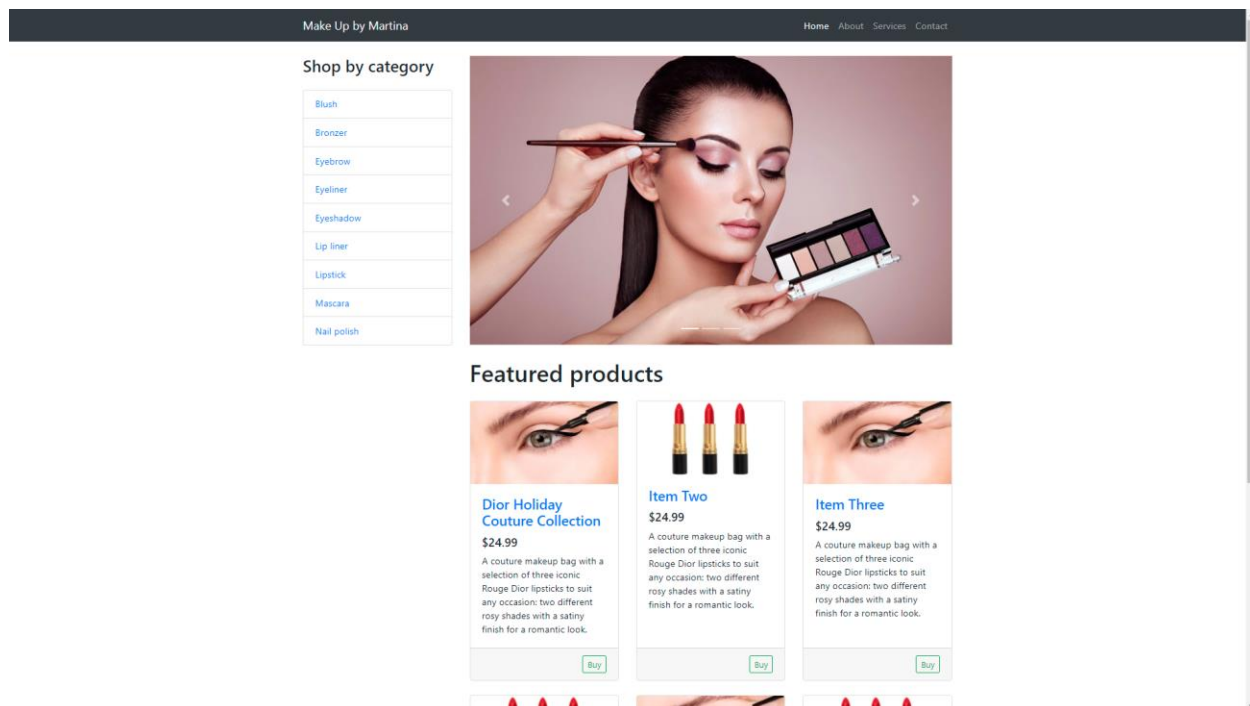 Make Up by Martina
Home About Services Contact
Shop by category
Blush
Bronzer
Eyebrow
Eyeliner
Eyeshadow
Lip liner
Lipstick
Mascara
Nail polish
Featured products
Dior Holiday
Couture Collection
$24.99
A couture makeup bag with a
selection of three iconic
Rouge Dior lipsticks to suit
any occasion: two different
rosy shades with a satiny
finish for a romantic look.
Buy
Item Two
$24.99
A couture makeup bag with a
selection of three iconic
Rouge Dior lipsticks to suit
any occasion: two different
rosy shades with a satiny
finish for a romantic look.
Buy
Item Three
$24.99
A couture makeup bag with a
selection of three iconic
Rouge Dior lipsticks to suit
any occasion: two different
rosy shades with a satiny
finish for a romantic look.
Buy